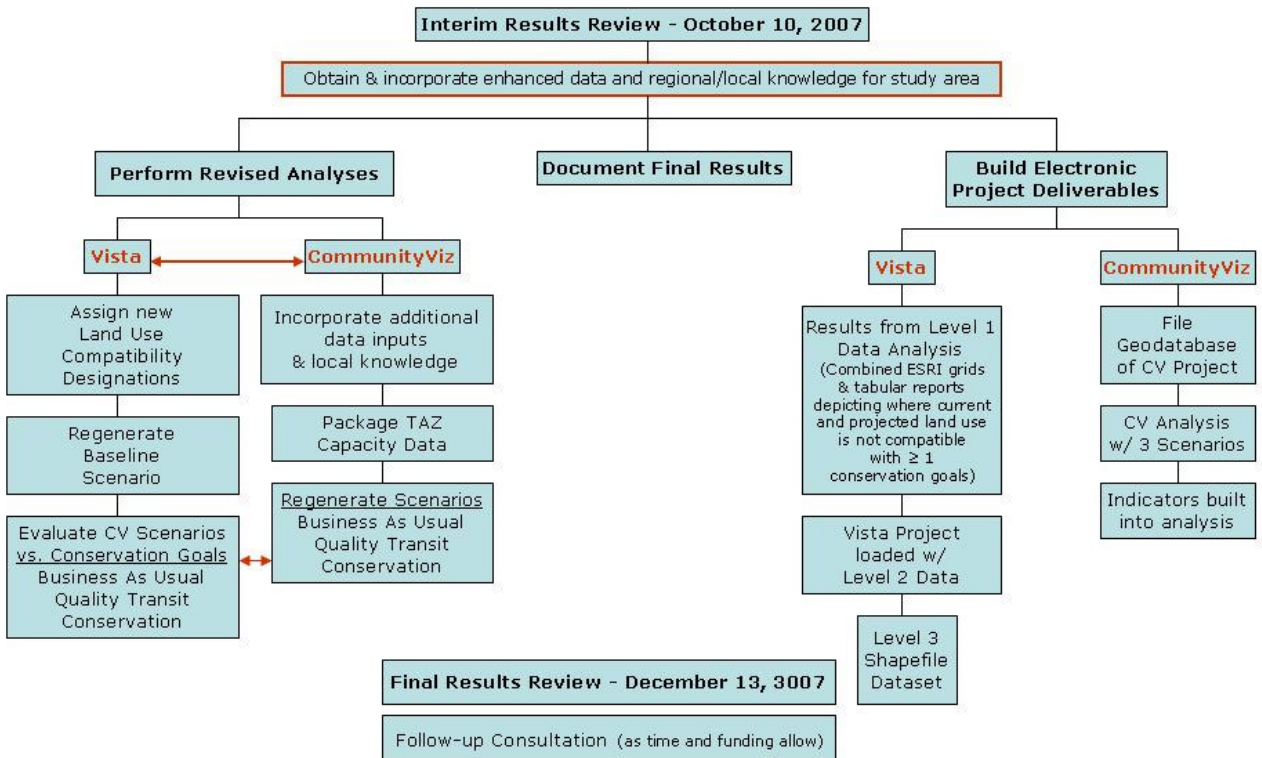 Interim Results Review - October 10, 2007
Obtain & incorporate enhanced data and regional/local knowledge for study area
Perform Revised Analyses
Document Final Results
Build Electronic
Project Deliverables
Vista
CommunityViz
Assign new
Land Use
Compatibility
Designations
Regenerate
Baseline
Scenario
Evaluate CV Scenarios
vs. Conservation Goals
Business As Usual
Quality Transit
Conservation
Incorporate additional
data inputs
& local knowledge
Package TAZ
Capacity Data
Regenerate Scenarios
Business As Usual
Quality Transit
Conservation
Vista
CommunityViz
Results from Level 1
Data Analysis
(Combined ESRI grids
& tabular reports
depicting where current
and projected land use
is not compatible
with ≥ 1
conservation goals)
Vista Project
loaded w/
Level 2 Data
Level 3
Shapefile
Dataset
File
Geodatabase
of CV Project
CV Analysis
w/ 3 Scenarios
Indicators built
into analysis
Final Results Review - December 13, 3007
Follow-up Consultation (as time and funding allow)